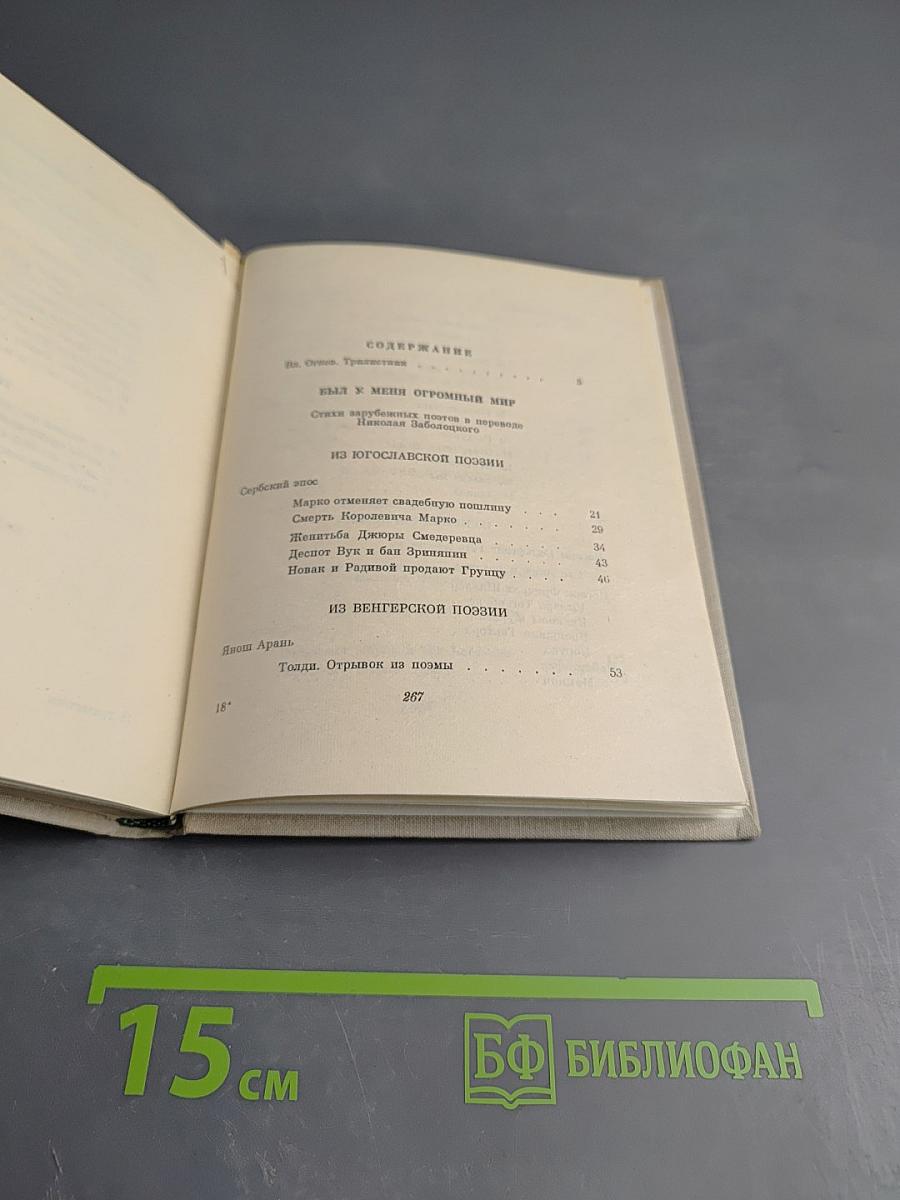 СОДЕРЖАНИЕ
Вл. Огнев. Трилистник . . . . . . . . . . 5
БЫЛ У МЕНЯ ОГРОМНЫЙ МИР
Стихи зарубежных поэтов в переводе
Николая Заболоцкого
ИЗ ЮГОСЛАВСКОЙ ПОЭЗИИ
Сербский эпос
Марко отменяет свадебную пошлину . . . 21
Смерть Королевича Марко . . . . . . 29
Женитьба Джюры Смедеревца . . . . . 34
Деспот Вук и бан Зринянин . . . . . . 43
Новак и Радивой продают Груицу . . . . 46
ИЗ ВЕНГЕРСКОЙ ПОЭЗИИ
Янош Арань
Толди. Отрывок из поэмы . . . . . . . 53
18*
267
15 см
БФ БИБЛИОФАН